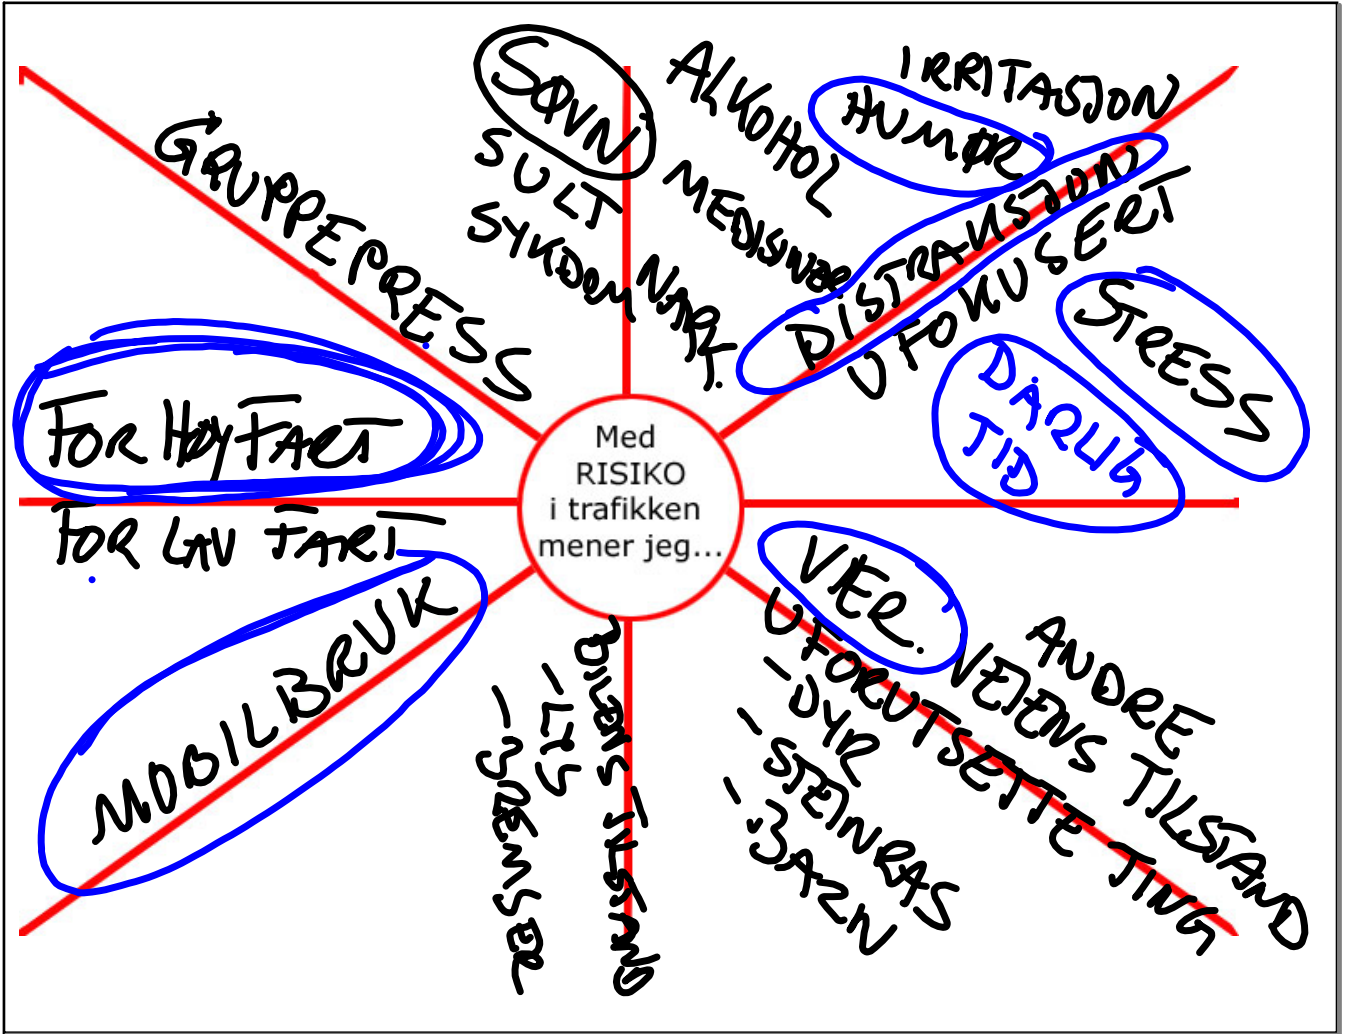 Med
RISIKO
i trafikken
mener jeg...
GRUPPEPRESS
SØVN
SULT
SYKDOM
ALKOHOL
MEDISINER
NARK.
IRRITASJON
HUMØR
DISTRAKSJON
UFOKUSERT
STRESS
DÅRLIG
TID
VÆR.
ANDRE
VEIENS TILSTAND
UFORUTSETTE TING
- DYR
- STEINRAS
- BARN
BILENS TILSTAND
- LYS
- BREMSER
MOBILBRUK
FOR LAV FART
FOR HØY FART